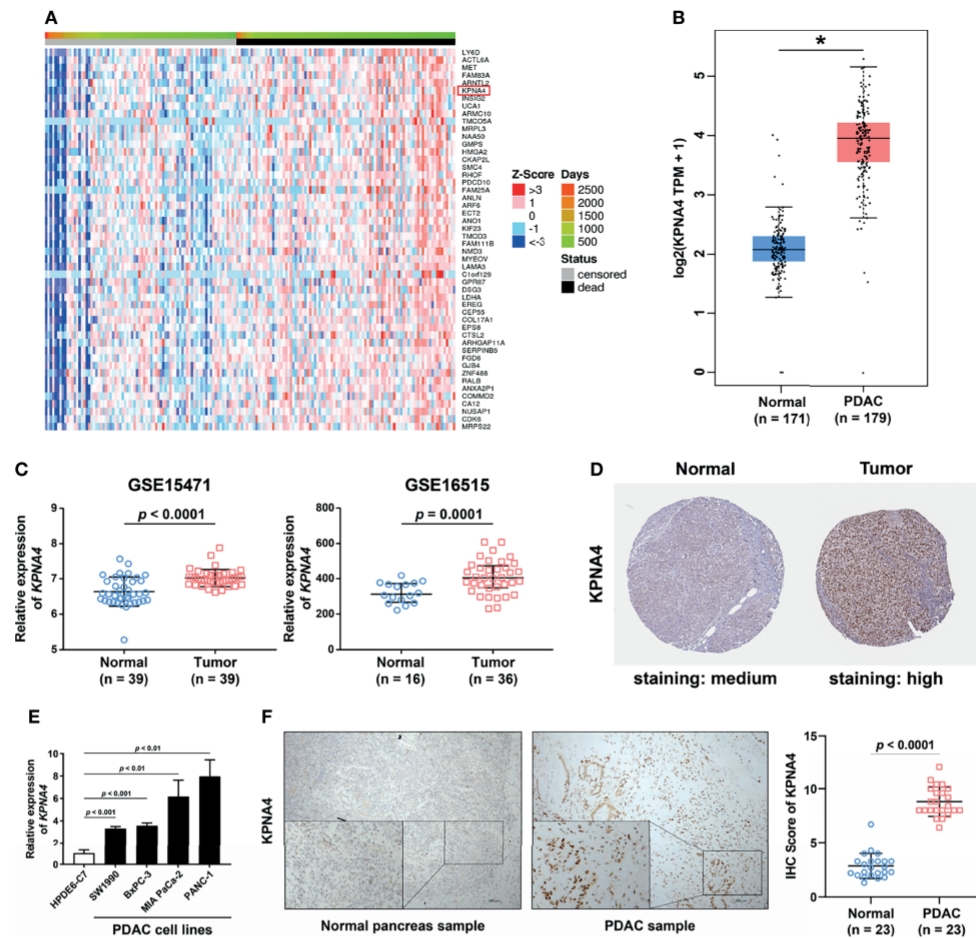 A
LY6D
ACTL6A
MET
FAM83A
ARNTL2
KPNA4
INSIG2
UCA1
ARMC10
TMCO5A
MRPL3
NAA50
GMPS
HMGA2
CKAP2L
SMC4
RHOF
PDCD10
FAM25A
ANLN
ARF6
ECT2
ANO1
KIF23
TMOD3
FAM111B
NMD3
MYEOV
LAMA3
C1orf129
GPR87
DSG3
LDHA
EREG
CEP55
COL17A1
EPS8
CTSL2
ARHGAP11A
SERPINB5
FGD6
GJB4
ZNF488
RALB
ANXA2P1
COMMD2
CA12
NUSAP1
CDK6
MRPS22
Z-Score
>3
1
0
-1
<-3
Days
2500
2000
1500
1000
500
Status
censored
dead
B
*
log2(KPNA4 TPM + 1)
5
4
3
2
1
0
Normal
(n = 171)
PDAC
(n = 179)
C
GSE15471
p < 0.0001
Relative expression
of KPNA4
9
8
7
6
5
Normal
(n = 39)
Tumor
(n = 39)
GSE16515
p = 0.0001
Relative expression
of KPNA4
800
600
400
200
0
Normal
(n = 16)
Tumor
(n = 36)
D
Normal
Tumor
KPNA4
staining: medium
staining: high
E
Relative expression
of KPNA4
10
8
6
4
2
0
p < 0.01
p < 0.01
p < 0.001
p < 0.001
HPDE6-C7
SW1990
BxPC-3
MIA PaCa-2
PANC-1
PDAC cell lines
F
KPNA4
Normal pancreas sample
PDAC sample
IHC Score of KPNA4
15
10
5
0
p < 0.0001
Normal
(n = 23)
PDAC
(n = 23)